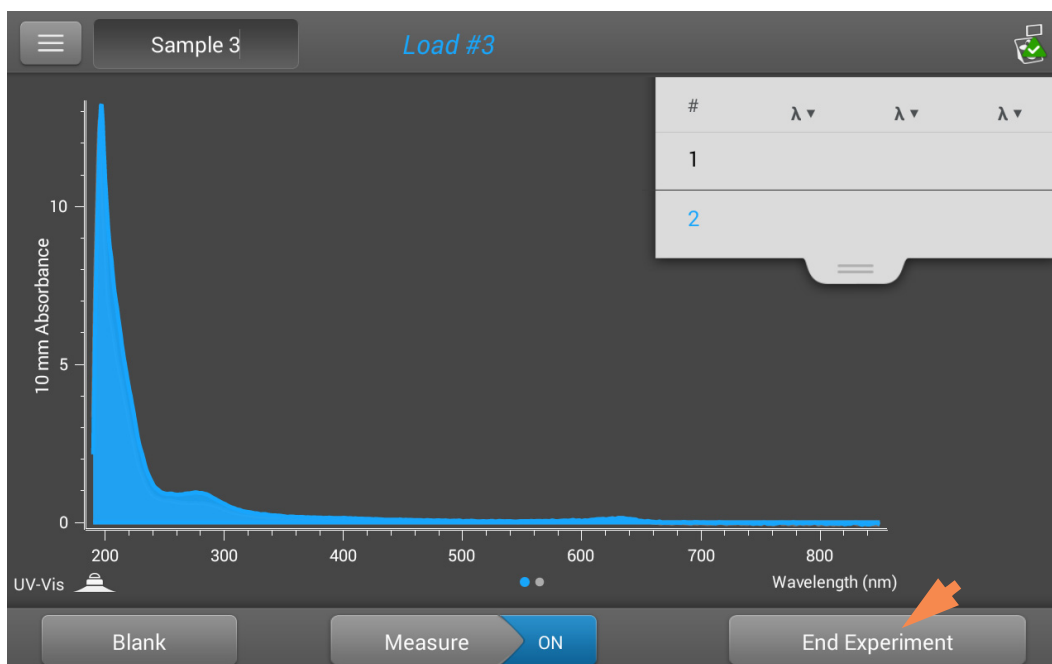 Sample 3
Load #3
# λ λ λ
1
2
10
5
0
10 mm Absorbance
200 300 400 500 600 700 800
UV-Vis
Wavelength (nm)
Blank
Measure
ON
End Experiment